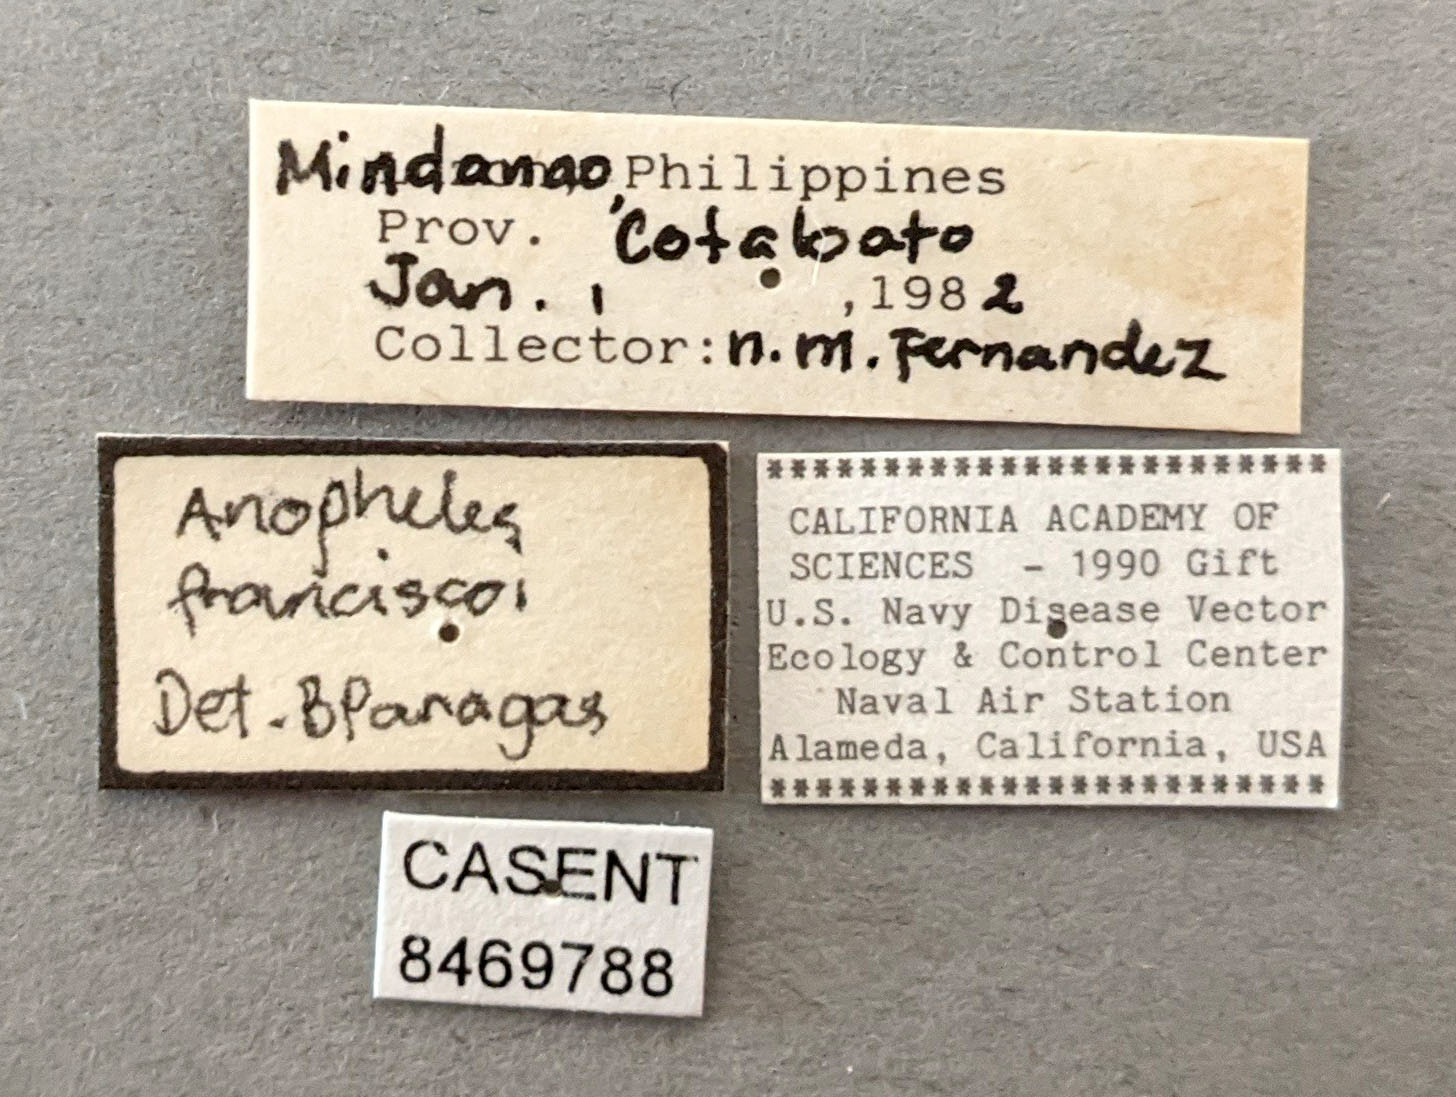 Mindanao, Philippines
Prov. Cotabato
Jan. 1 ,1982
Collector: n.m. Fernandez
Anopheles
franciscoi
Det. B Paragas
************************
CALIFORNIA ACADEMY OF
SCIENCES - 1990 Gift
U.S. Navy Disease Vector
Ecology & Control Center
Naval Air Station
Alameda, California, USA
************************
CASENT
8469788